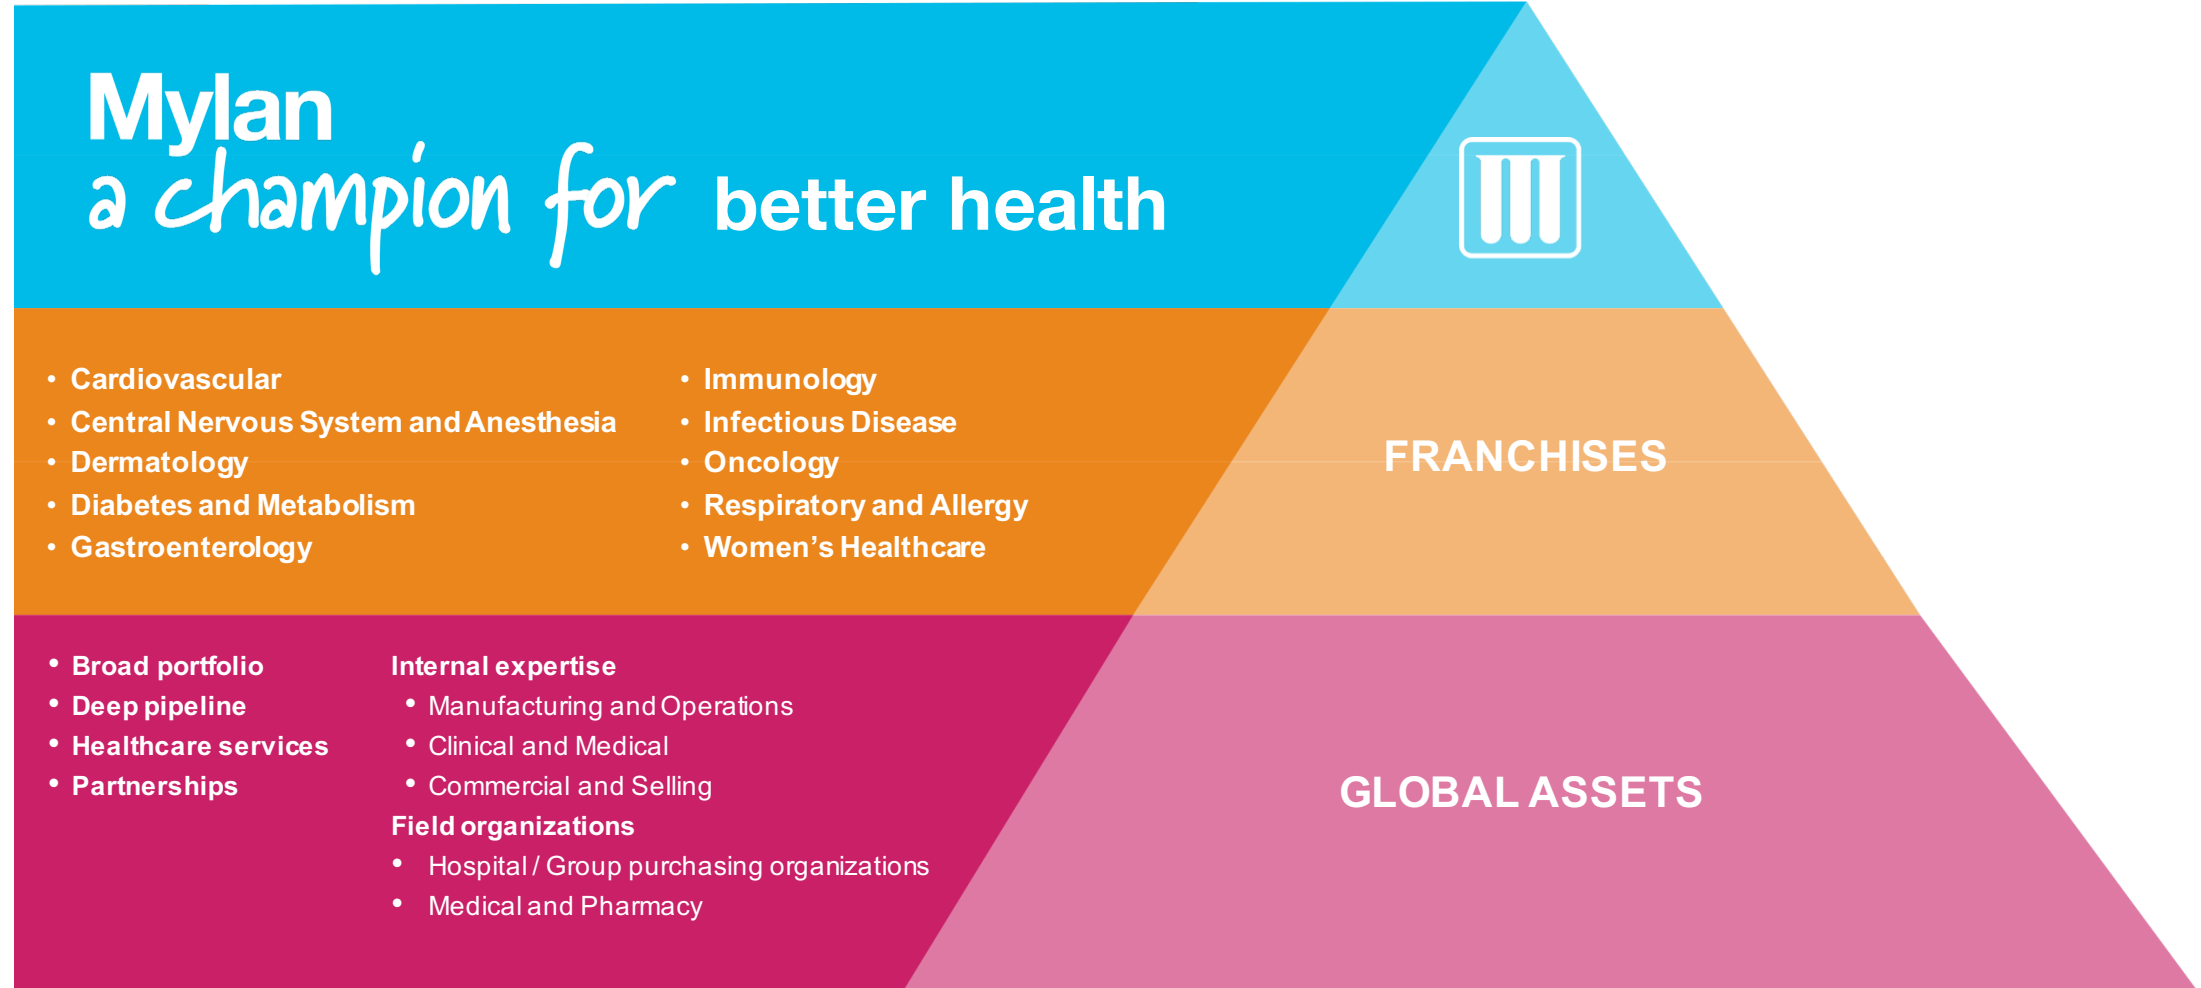 Mylan
a champion for better health
• Cardiovascular
• Central Nervous System and Anesthesia
• Dermatology
• Diabetes and Metabolism
• Gastroenterology
• Immunology
• Infectious Disease
• Oncology
• Respiratory and Allergy
• Women’s Healthcare
FRANCHISES
• Broad portfolio
• Deep pipeline
• Healthcare services
• Partnerships
Internal expertise
• Manufacturing and Operations
• Clinical and Medical
• Commercial and Selling
Field organizations
• Hospital / Group purchasing organizations
• Medical and Pharmacy
GLOBAL ASSETS